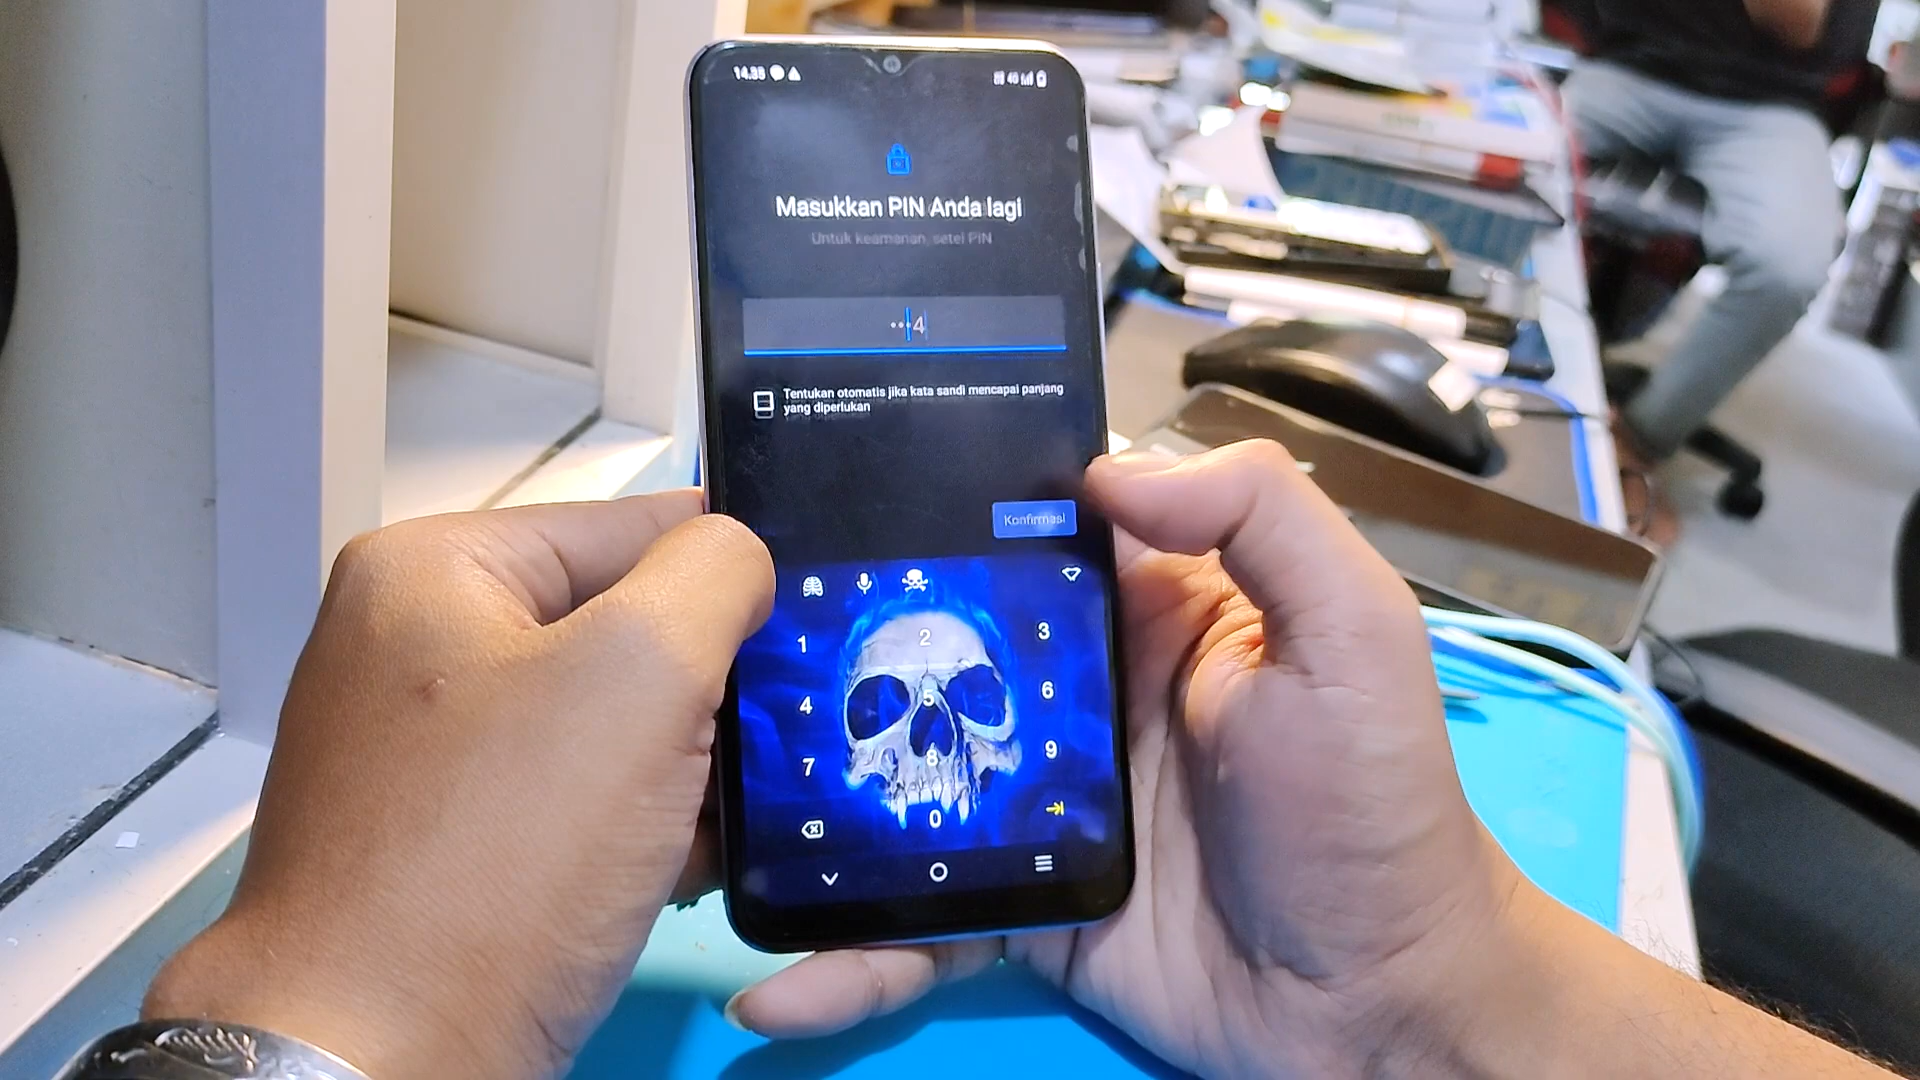 14.35
4G
Masukkan PIN Anda lagi
Untuk keamanan, setel PIN
•••4
Tentukan otomatis jika kata sandi mencapai panjang
yang diperlukan
Konfirmasi
1 2 3
4 5 6
7 8 9
0